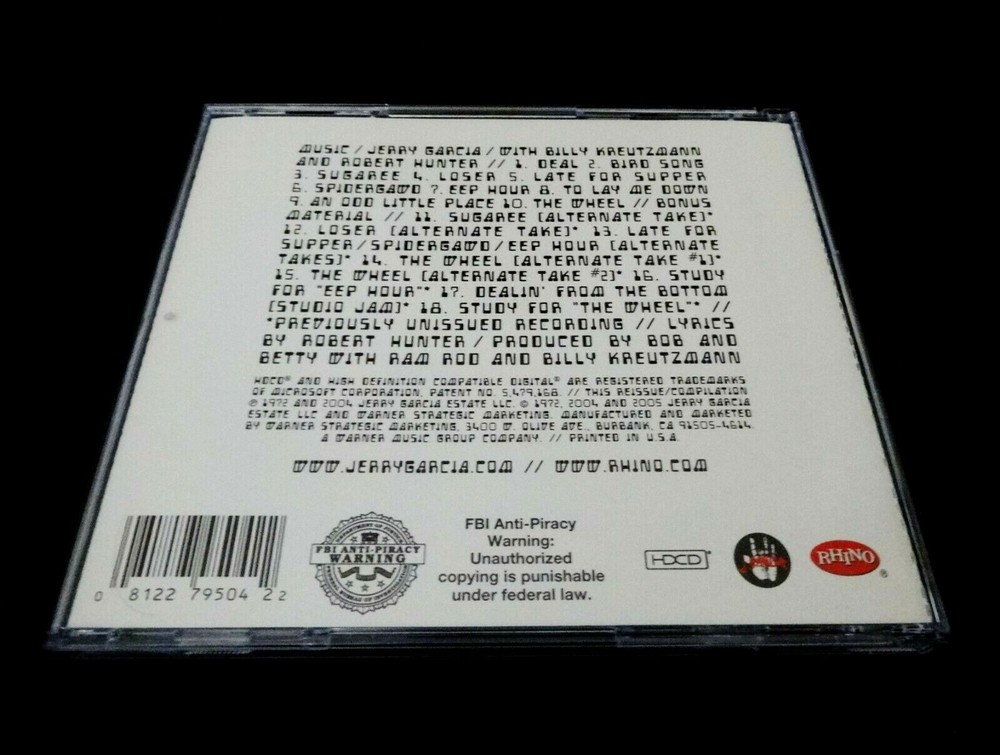 MUSIC / JERRY GARCIA / WITH BILLY KREUTZMANN
AND ROBERT HUNTER // 1. DEAL 2. BIRD SONG
3. SUGAREE 4. LOSER 5. LATE FOR SUPPER
6. SPIDERGAWD 7. EEP HOUR 8. TO LAY ME DOWN
9. AN ODD LITTLE PLACE 10. THE WHEEL // BONUS
MATERIAL // 11. SUGAREE [ALTERNATE TAKE]*
12. LOSER [ALTERNATE TAKE]* 13. LATE FOR
SUPPER/SPIDERGAWD/EEP HOUR [ALTERNATE
TAKES]* 14. THE WHEEL [ALTERNATE TAKE #1]*
15. THE WHEEL [ALTERNATE TAKE #2]* 16. STUDY
FOR "EEP HOUR"* 17. DEALIN' FROM THE BOTTOM
[STUDIO JAM]* 18. STUDY FOR "THE WHEEL"* //
*PREVIOUSLY UNISSUED RECORDING // LYRICS
BY ROBERT HUNTER / PRODUCED BY BOB AND
BETTY WITH RAM ROD AND BILLY KREUTZMANN
HDCD® AND HIGH DEFINITION COMPATIBLE DIGITAL® ARE REGISTERED TRADEMARKS
OF MICROSOFT CORPORATION, PATENT NO. 5,479,168. // THIS REISSUE/COMPILATION
℗ 1972 AND 2004 JERRY GARCIA ESTATE LLC. © 1972, 2004 AND 2005 JERRY GARCIA
ESTATE LLC AND WARNER STRATEGIC MARKETING. MANUFACTURED AND MARKETED
BY WARNER STRATEGIC MARKETING, 3400 W. OLIVE AVE., BURBANK, CA 91505-4614.
A WARNER MUSIC GROUP COMPANY. // PRINTED IN U.S.A.
WWW.JERRYGARCIA.COM // WWW.RHINO.COM
0 8122 79504 2 2
DEPARTMENT OF JUSTICE
FBI ANTI-PIRACY
WARNING
FEDERAL BUREAU OF INVESTIGATION
FBI Anti-Piracy
Warning:
Unauthorized
copying is punishable
under federal law.
HDCD®
RHINO®